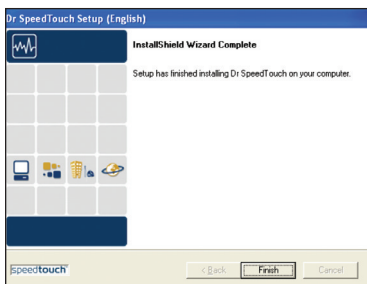 Dr SpeedTouch Setup (English)
InstallShield Wizard Complete
Setup has finished installing Dr SpeedTouch on your computer.
speedtouch
< Back Finish Cancel